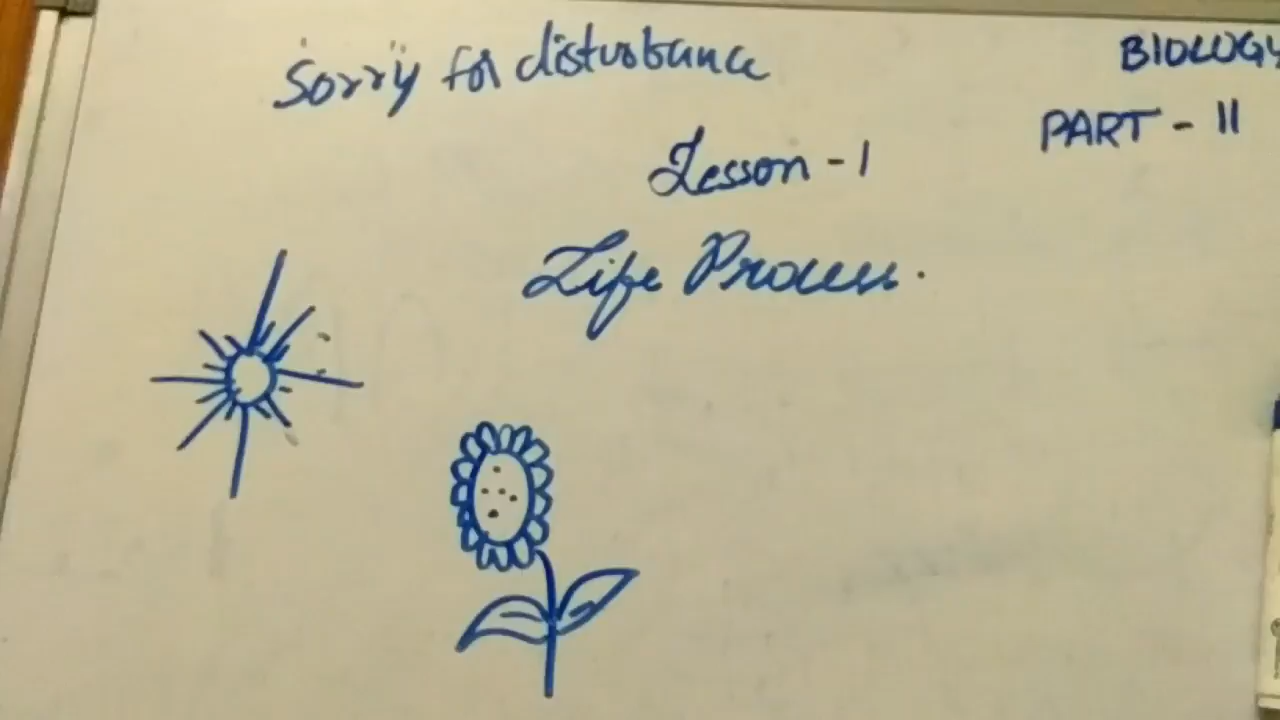 Sorry for disturbance
BIOLOGY
PART - II
Lesson - 1
Life Process.